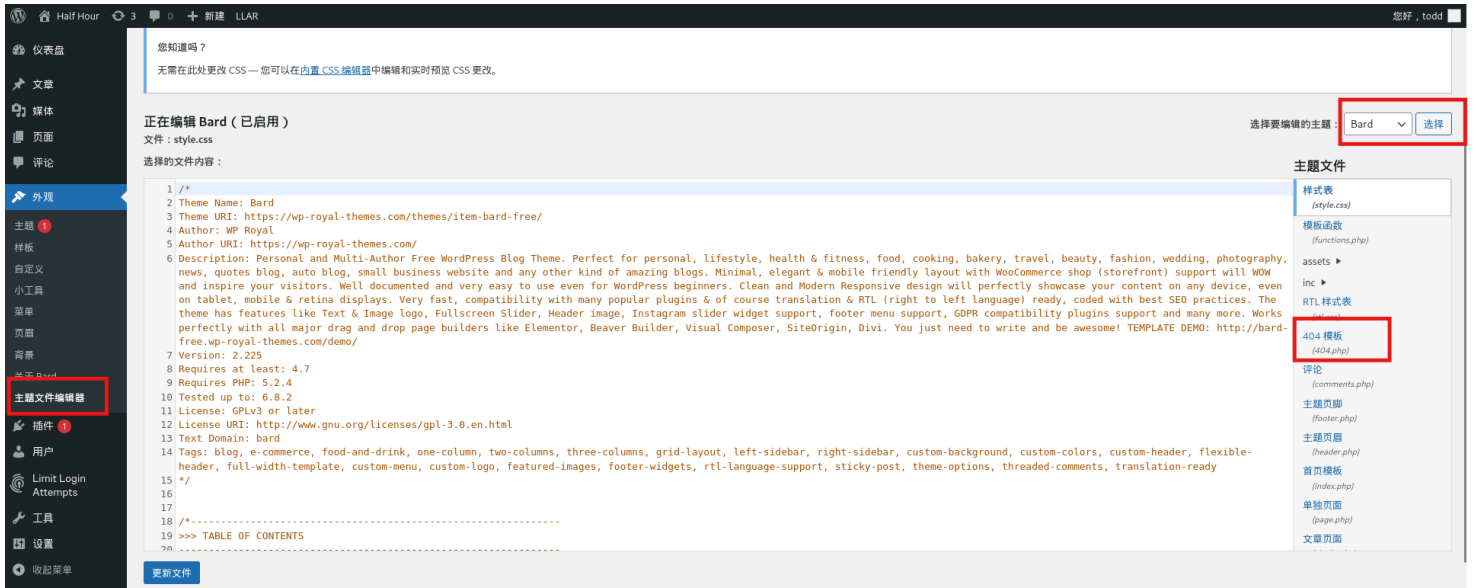 Half Hour 3 0 新建 LLAR 您好，todd
仪表盘
文章
媒体
页面
评论
外观
主题 1
样板
自定义
小工具
菜单
页眉
背景
关于 Bard
主题文件编辑器
插件 1
用户
Limit Login
Attempts
工具
设置
收起菜单
您知道吗？
无需在此处更改 CSS — 您可以在内置 CSS 编辑器中编辑和实时预览 CSS 更改。
正在编辑 Bard（已启用）
文件：style.css
选择要编辑的主题： Bard 选择
选择的文件内容：
1 /*
2 Theme Name: Bard
3 Theme URI: https://wp-royal-themes.com/themes/item-bard-free/
4 Author: WP Royal
5 Author URI: https://wp-royal-themes.com/
6 Description: Personal and Multi-Author Free WordPress Blog Theme. Perfect for personal, lifestyle, health & fitness, food, cooking, bakery, travel, beauty, fashion, wedding, photography,
news, quotes blog, auto blog, small business website and any other kind of amazing blogs. Minimal, elegant & mobile friendly layout with WooCommerce shop (storefront) support will WOW
and inspire your visitors. Well documented and very easy to use even for WordPress beginners. Clean and Modern Responsive design will perfectly showcase your content on any device, even
on tablet, mobile & retina displays. Very fast, compatibility with many popular plugins & of course translation & RTL (right to left language) ready, coded with best SEO practices. The
theme has features like Text & Image logo, Fullscreen Slider, Header image, Instagram slider widget support, footer menu support, GDPR compatibility plugins support and many more. Works
perfectly with all major drag and drop page builders like Elementor, Beaver Builder, Visual Composer, SiteOrigin, Divi. You just need to write and be awesome! TEMPLATE DEMO: http://bard-
free.wp-royal-themes.com/demo/
7 Version: 2.225
8 Requires at least: 4.7
9 Requires PHP: 5.2.4
10 Tested up to: 6.8.2
11 License: GPLv3 or later
12 License URI: http://www.gnu.org/licenses/gpl-3.0.en.html
13 Text Domain: bard
14 Tags: blog, e-commerce, food-and-drink, one-column, two-columns, three-columns, grid-layout, left-sidebar, right-sidebar, custom-background, custom-colors, custom-header, flexible-
header, full-width-template, custom-menu, custom-logo, featured-images, footer-widgets, rtl-language-support, sticky-post, theme-options, threaded-comments, translation-ready
15 */
16
17
18 /*--------------------------------------------------------------
19 >>> TABLE OF CONTENTS
20 ----------------------------------------------------------------
更新文件
主题文件
样式表
(style.css)
模板函数
(functions.php)
assets
inc
RTL 样式表
(rtl.css)
404 模板
(404.php)
评论
(comments.php)
主题页脚
(footer.php)
主题页眉
(header.php)
首页模板
(index.php)
单独页面
(page.php)
文章页面